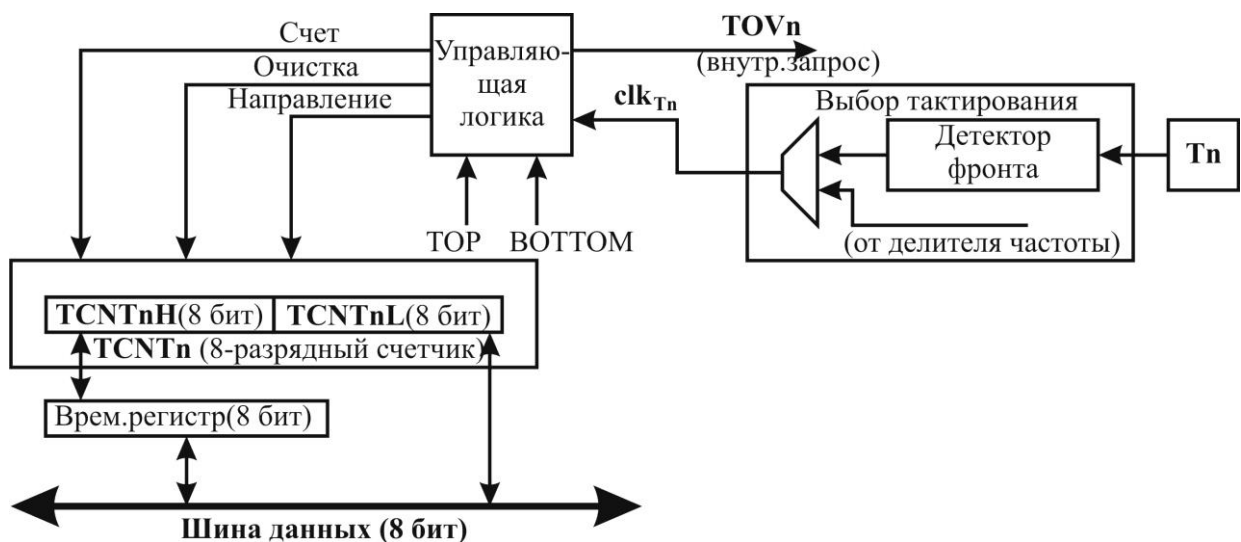 Счет
Очистка
Направление
Управляю-
щая
логика
TOVn
(внутр.запрос)
clkTn
Выбор тактирования
Детектор
фронта
Tn
(от делителя частоты)
TOP
BOTTOM
TCNTnH(8 бит)
TCNTnL(8 бит)
TCNTn (8-разрядный счетчик)
Врем.регистр(8 бит)
Шина данных (8 бит)